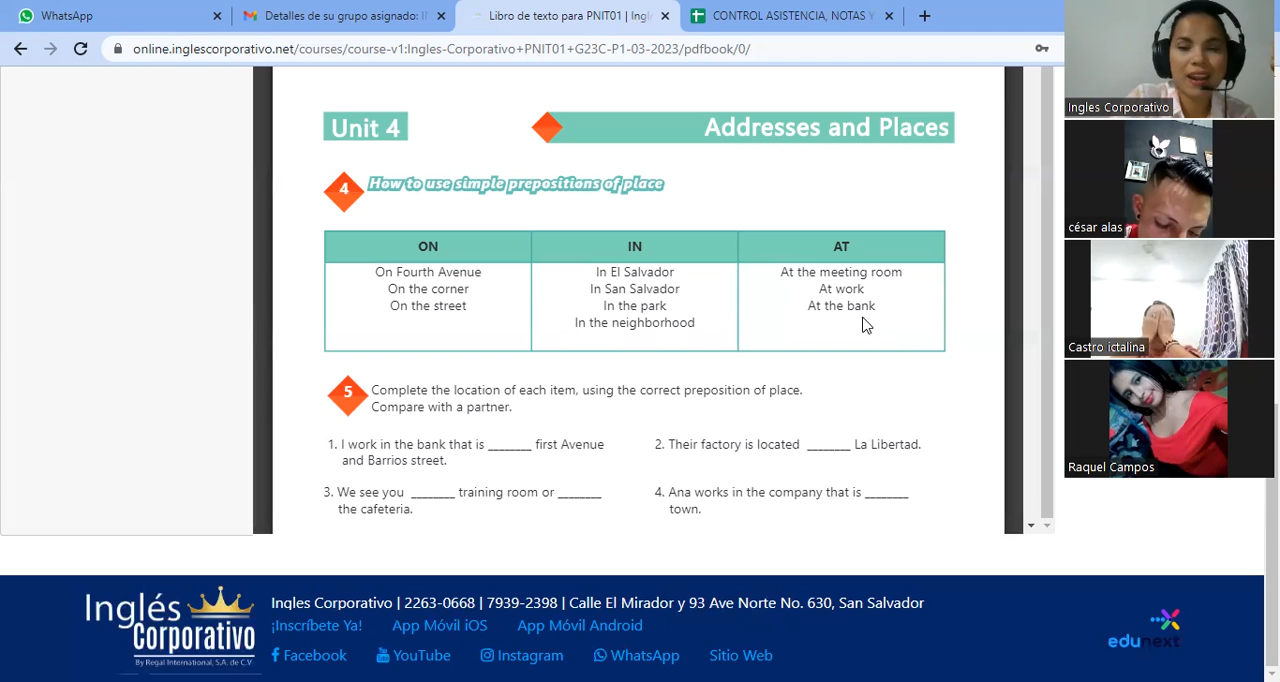 WhatsApp
Detalles de su grupo asignado: I
Libro de texto para PNIT01 | Ingl
CONTROL ASISTENCIA, NOTAS Y
online.inglescorporativo.net/courses/course-v1:Ingles-Corporativo+PNIT01+G23C-P1-03-2023/pdfbook/0/
Unit 4
Addresses and Places
4
How to use simple prepositions of place
ON
IN
AT
On Fourth Avenue
On the corner
On the street
In El Salvador
In San Salvador
In the park
In the neighborhood
At the meeting room
At work
At the bank
5
Complete the location of each item, using the correct preposition of place.
Compare with a partner.
1. I work in the bank that is ________ first Avenue
and Barrios street.
2. Their factory is located ________ La Libertad.
3. We see you ________ training room or ________
the cafeteria.
4. Ana works in the company that is ________
town.
Ingles Corporativo
césar alas
Castro ictalina
Raquel Campos
Inglés
Corporativo
By Regal International, S.A. de C.V
Ingles Corporativo | 2263-0668 | 7939-2398 | Calle El Mirador y 93 Ave Norte No. 630, San Salvador
¡Inscríbete Ya!
App Móvil iOS
App Móvil Android
Facebook
YouTube
Instagram
WhatsApp
Sitio Web
edunext